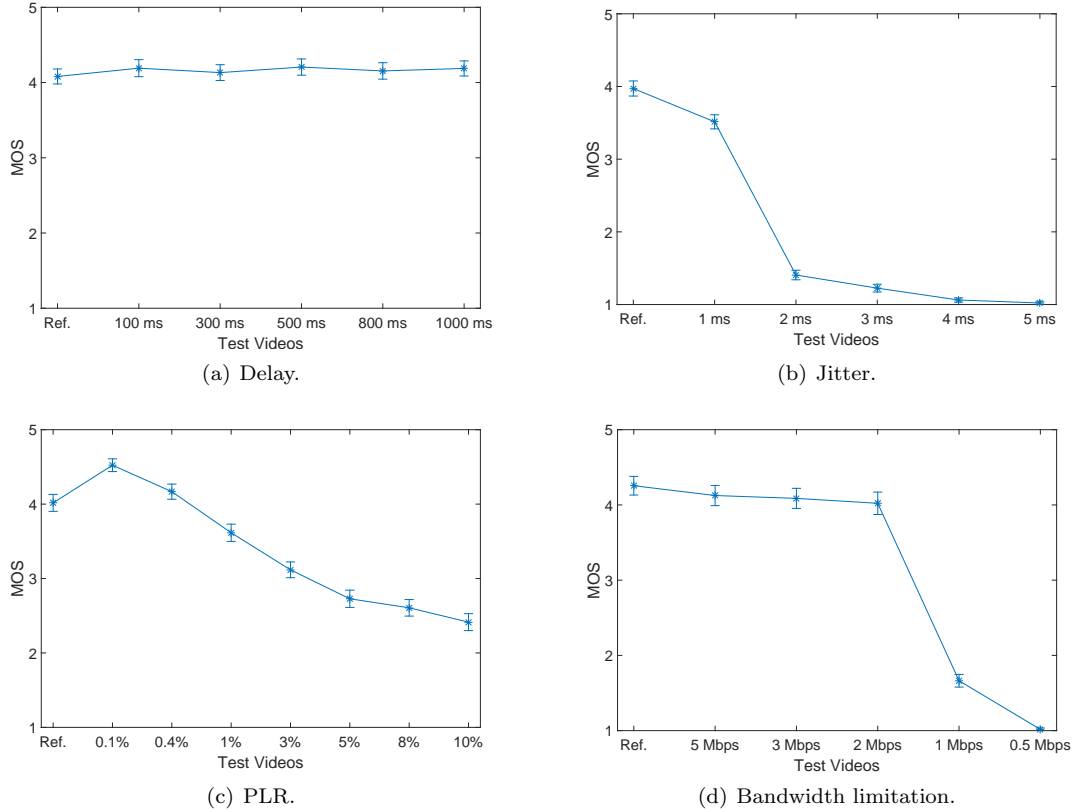 5
4
3
2
1
MOS
Ref. 100 ms 300 ms 500 ms 800 ms 1000 ms
Test Videos
(a) Delay.
5
4
3
2
1
MOS
Ref. 1 ms 2 ms 3 ms 4 ms 5 ms
Test Videos
(b) Jitter.
5
4
3
2
1
MOS
Ref. 0.1% 0.4% 1% 3% 5% 8% 10%
Test Videos
(c) PLR.
5
4
3
2
1
MOS
Ref. 5 Mbps 3 Mbps 2 Mbps 1 Mbps 0.5 Mbps
Test Videos
(d) Bandwidth limitation.